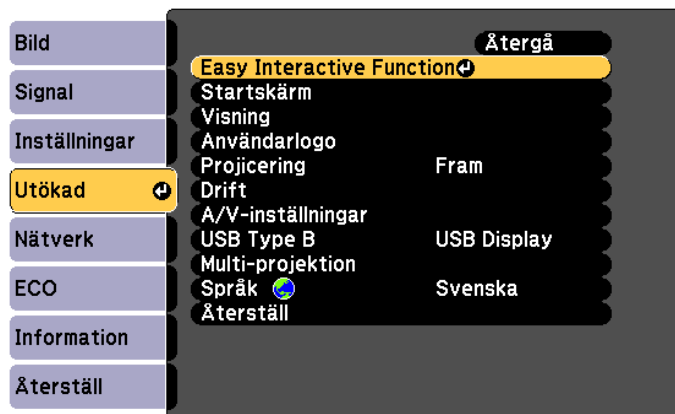 Bild
Signal
Inställningar
Utökad
Nätverk
ECO
Information
Återställ
Återgå
Easy Interactive Function
Startskärm
Visning
Användarlogo
Projicering Fram
Drift
A/V-inställningar
USB Type B USB Display
Multi-projektion
Språk Svenska
Återställ